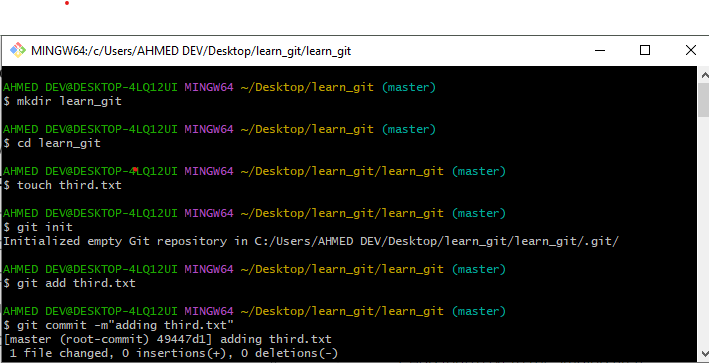 MINGW64:/c/Users/AHMED DEV/Desktop/learn_git/learn_git
AHMED DEV@DESKTOP-4LQ12UI MINGW64 ~/Desktop/learn_git (master)
$ mkdir learn_git
AHMED DEV@DESKTOP-4LQ12UI MINGW64 ~/Desktop/learn_git (master)
$ cd learn_git
AHMED DEV@DESKTOP-4LQ12UI MINGW64 ~/Desktop/learn_git/learn_git (master)
$ touch third.txt
AHMED DEV@DESKTOP-4LQ12UI MINGW64 ~/Desktop/learn_git/learn_git (master)
$ git init
Initialized empty Git repository in C:/Users/AHMED DEV/Desktop/learn_git/learn_git/.git/
AHMED DEV@DESKTOP-4LQ12UI MINGW64 ~/Desktop/learn_git/learn_git (master)
$ git add third.txt
AHMED DEV@DESKTOP-4LQ12UI MINGW64 ~/Desktop/learn_git/learn_git (master)
$ git commit -m"adding third.txt"
[master (root-commit) 49447d1] adding third.txt
1 file changed, 0 insertions(+), 0 deletions(-)